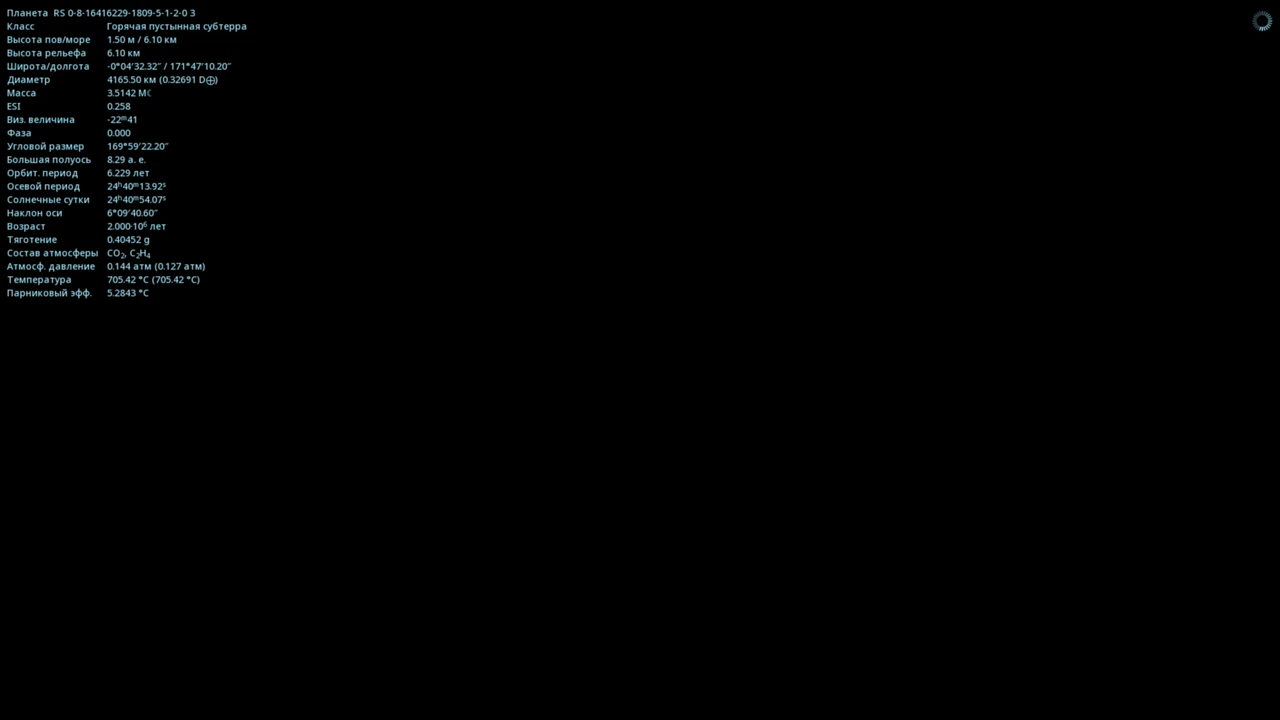 Планета RS 0-8-16416229-1809-5-1-2-0 3
Класс Горячая пустынная субтерра
Высота пов/море 1.50 м / 6.10 км
Высота рельефа 6.10 км
Широта/долгота -0°04′32.32″ / 171°47′10.20″
Диаметр 4165.50 км (0.32691 D⊕)
Масса 3.5142 M☾
ESI 0.258
Виз. величина -22ᵐ41
Фаза 0.000
Угловой размер 169°59′22.20″
Большая полуось 8.29 а. е.
Орбит. период 6.229 лет
Осевой период 24ʰ40ᵐ13.92ˢ
Солнечные сутки 24ʰ40ᵐ54.07ˢ
Наклон оси 6°09′40.60″
Возраст 2.000·10⁶ лет
Тяготение 0.40452 g
Состав атмосферы CO₂, C₂H₄
Атмосф. давление 0.144 атм (0.127 атм)
Температура 705.42 °C (705.42 °C)
Парниковый эфф. 5.2843 °C